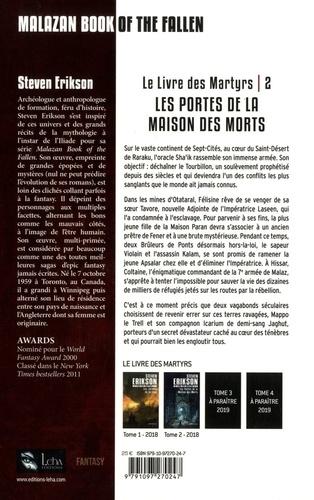 MALAZAN BOOK OF THE FALLEN
Steven Erikson
Archéologue et anthropologue
de formation, féru d'histoire,
Steven Erikson s'est inspiré
de ces univers et des grands
récits de la mythologie à
l'instar de l'Iliade pour sa
série Malazan Book of the
Fallen. Son œuvre, empreinte
de grandes épopées et de
mystères (nul ne peut prédire
l'évolution de ses romans), est
loin des clichés parfois portés
à la fantasy. Il dépeint des
personnages aux multiples
facettes, alternant les bons
comme les mauvais côtés,
à l'image de l'être humain.
Son œuvre, multi-primée,
est considérée par beaucoup
comme une des toutes meil-
leures sagas d'epic fantasy
jamais écrites. Né le 7 octobre
1959 à Toronto, au Canada,
il a grandi à Winnipeg puis
alterné son lieu de résidence
entre son pays de naissance et
l'Angleterre dont sa femme est
originaire.
AWARDS
Nominé pour le World
Fantasy Award 2000
Classé dans le New York
Times bestsellers 2011
Leha
ÉDITIONS
www.editions-leha.com
FANTASY
Le Livre des Martyrs | 2
LES PORTES DE LA
MAISON DES MORTS
Sur le vaste continent de Sept-Cités, au cœur du Saint-Désert
de Raraku, l'oracle Sha'ik rassemble son immense armée. Son
objectif : déchaîner le Tourbillon, un soulèvement prophétisé
depuis des siècles et qui deviendra l'un des conflits les plus
sanglants que le monde ait jamais connus.
Dans les mines d'Otataral, Félisine rêve de se venger de sa
sœur Tavore, nouvelle Adjointe de l'Impératrice Laseen, qui
l'a condamnée à l'esclavage. Pour parvenir à ses fins, la plus
jeune fille de la Maison Paran devra s'associer à un ancien
prêtre de Fener et à une brute mystérieuse. Pendant ce temps,
deux Brûleurs de Ponts désormais hors-la-loi, le sapeur
Violain et l'assassin Kalam, se sont promis de ramener la
jeune Apsalar chez elle et d'éliminer l'Impératrice. À Hissar,
Coltaine, l'énigmatique commandant de la 7e armée de Malaz,
s'apprête à tenter l'impossible pour sauver la vie des dizaines
de milliers de réfugiés jetés sur les routes par la rébellion.
C'est à ce moment précis que deux vagabonds séculaires
choisissent de revenir errer sur ces terres ravagées, Mappo
le Trell et son compagnon Icarium de demi-sang Jaghut,
porteurs d'un secret dévastateur caché au cœur des ténèbres
et qui pourrait bien les engloutir tous.
LE LIVRE DES MARTYRS
STEVEN
ERIKSON
STEVEN
ERIKSON
TOME 3
À PARAÎTRE
2019
TOME 4
À PARAÎTRE
2019
Tome 1 - 2018
Tome 2 - 2018
25 € ISBN 979-10-97270-24-7
9 791097 270247